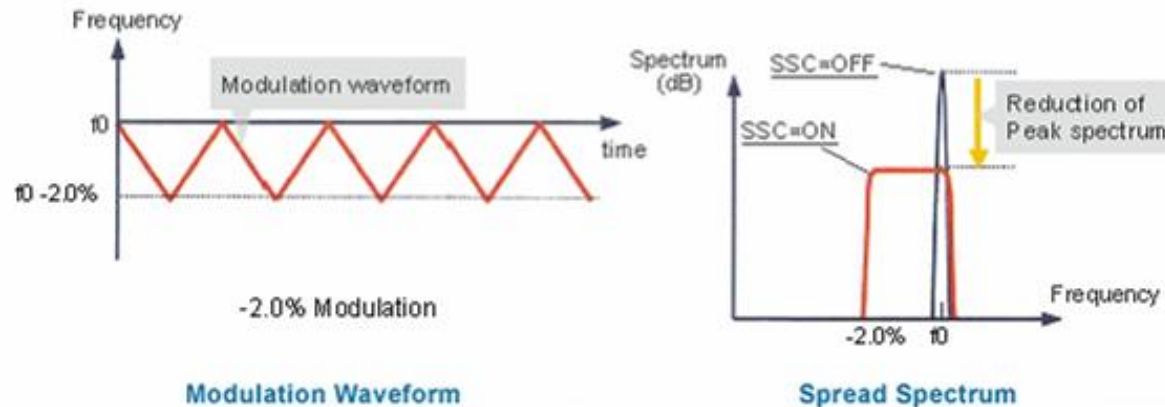 Frequency
Modulation waveform
f0
time
f0 -2.0%
-2.0% Modulation
Modulation Waveform
Spectrum
(dB)
SSC=OFF
SSC=ON
Reduction of
Peak spectrum
Frequency
-2.0% f0
Spread Spectrum